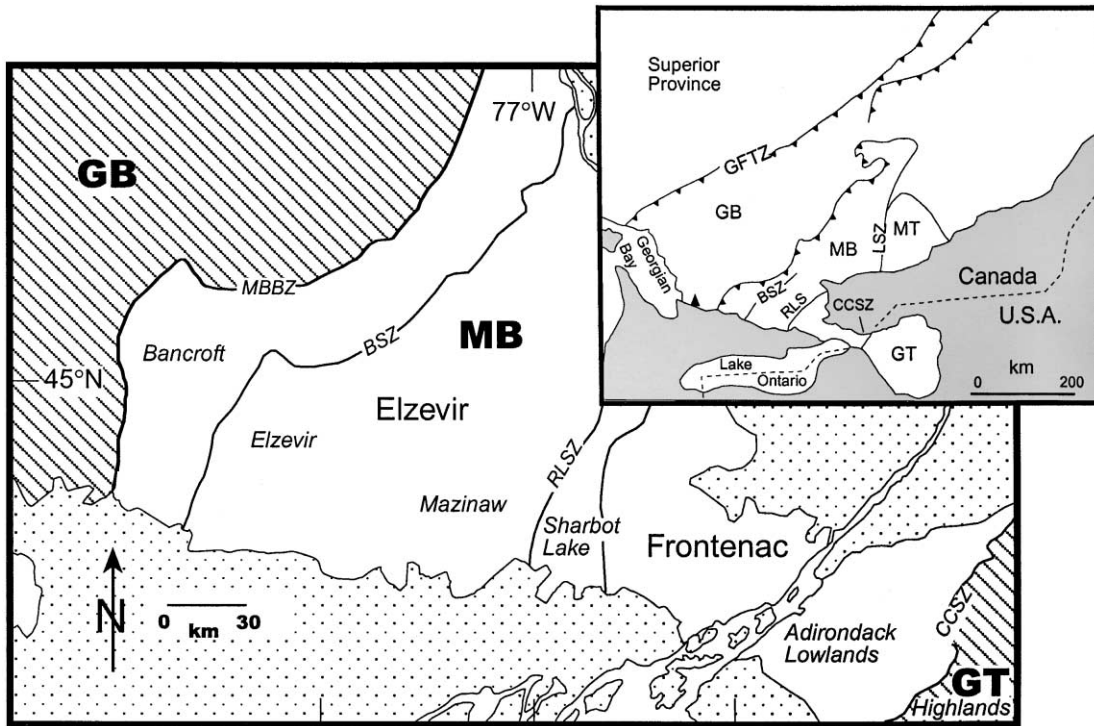 GB
77°W
MBBZ
BSZ
MB
Bancroft
45°N
Elzevir
Elzevir
RLSZ
Mazinaw
Sharbot
Lake
Frontenac
N
0 30
km
Adirondack
Lowlands
CCSZ
GT
Highlands
Superior
Province
GFTZ
GB
Georgian
Bay
MB
LSZ
MT
BSZ
RLS
CCSZ
Canada
U.S.A.
GT
Lake
Ontario
km
0 200